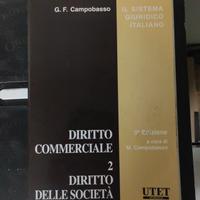 G. F. Campobasso
IL SISTEMA
GIURIDICO
ITALIANO
DIRITTO
COMMERCIALE
2
DIRITTO
DELLE SOCIETÀ
9ª Edizione
a cura di
M. Campobasso
UTET